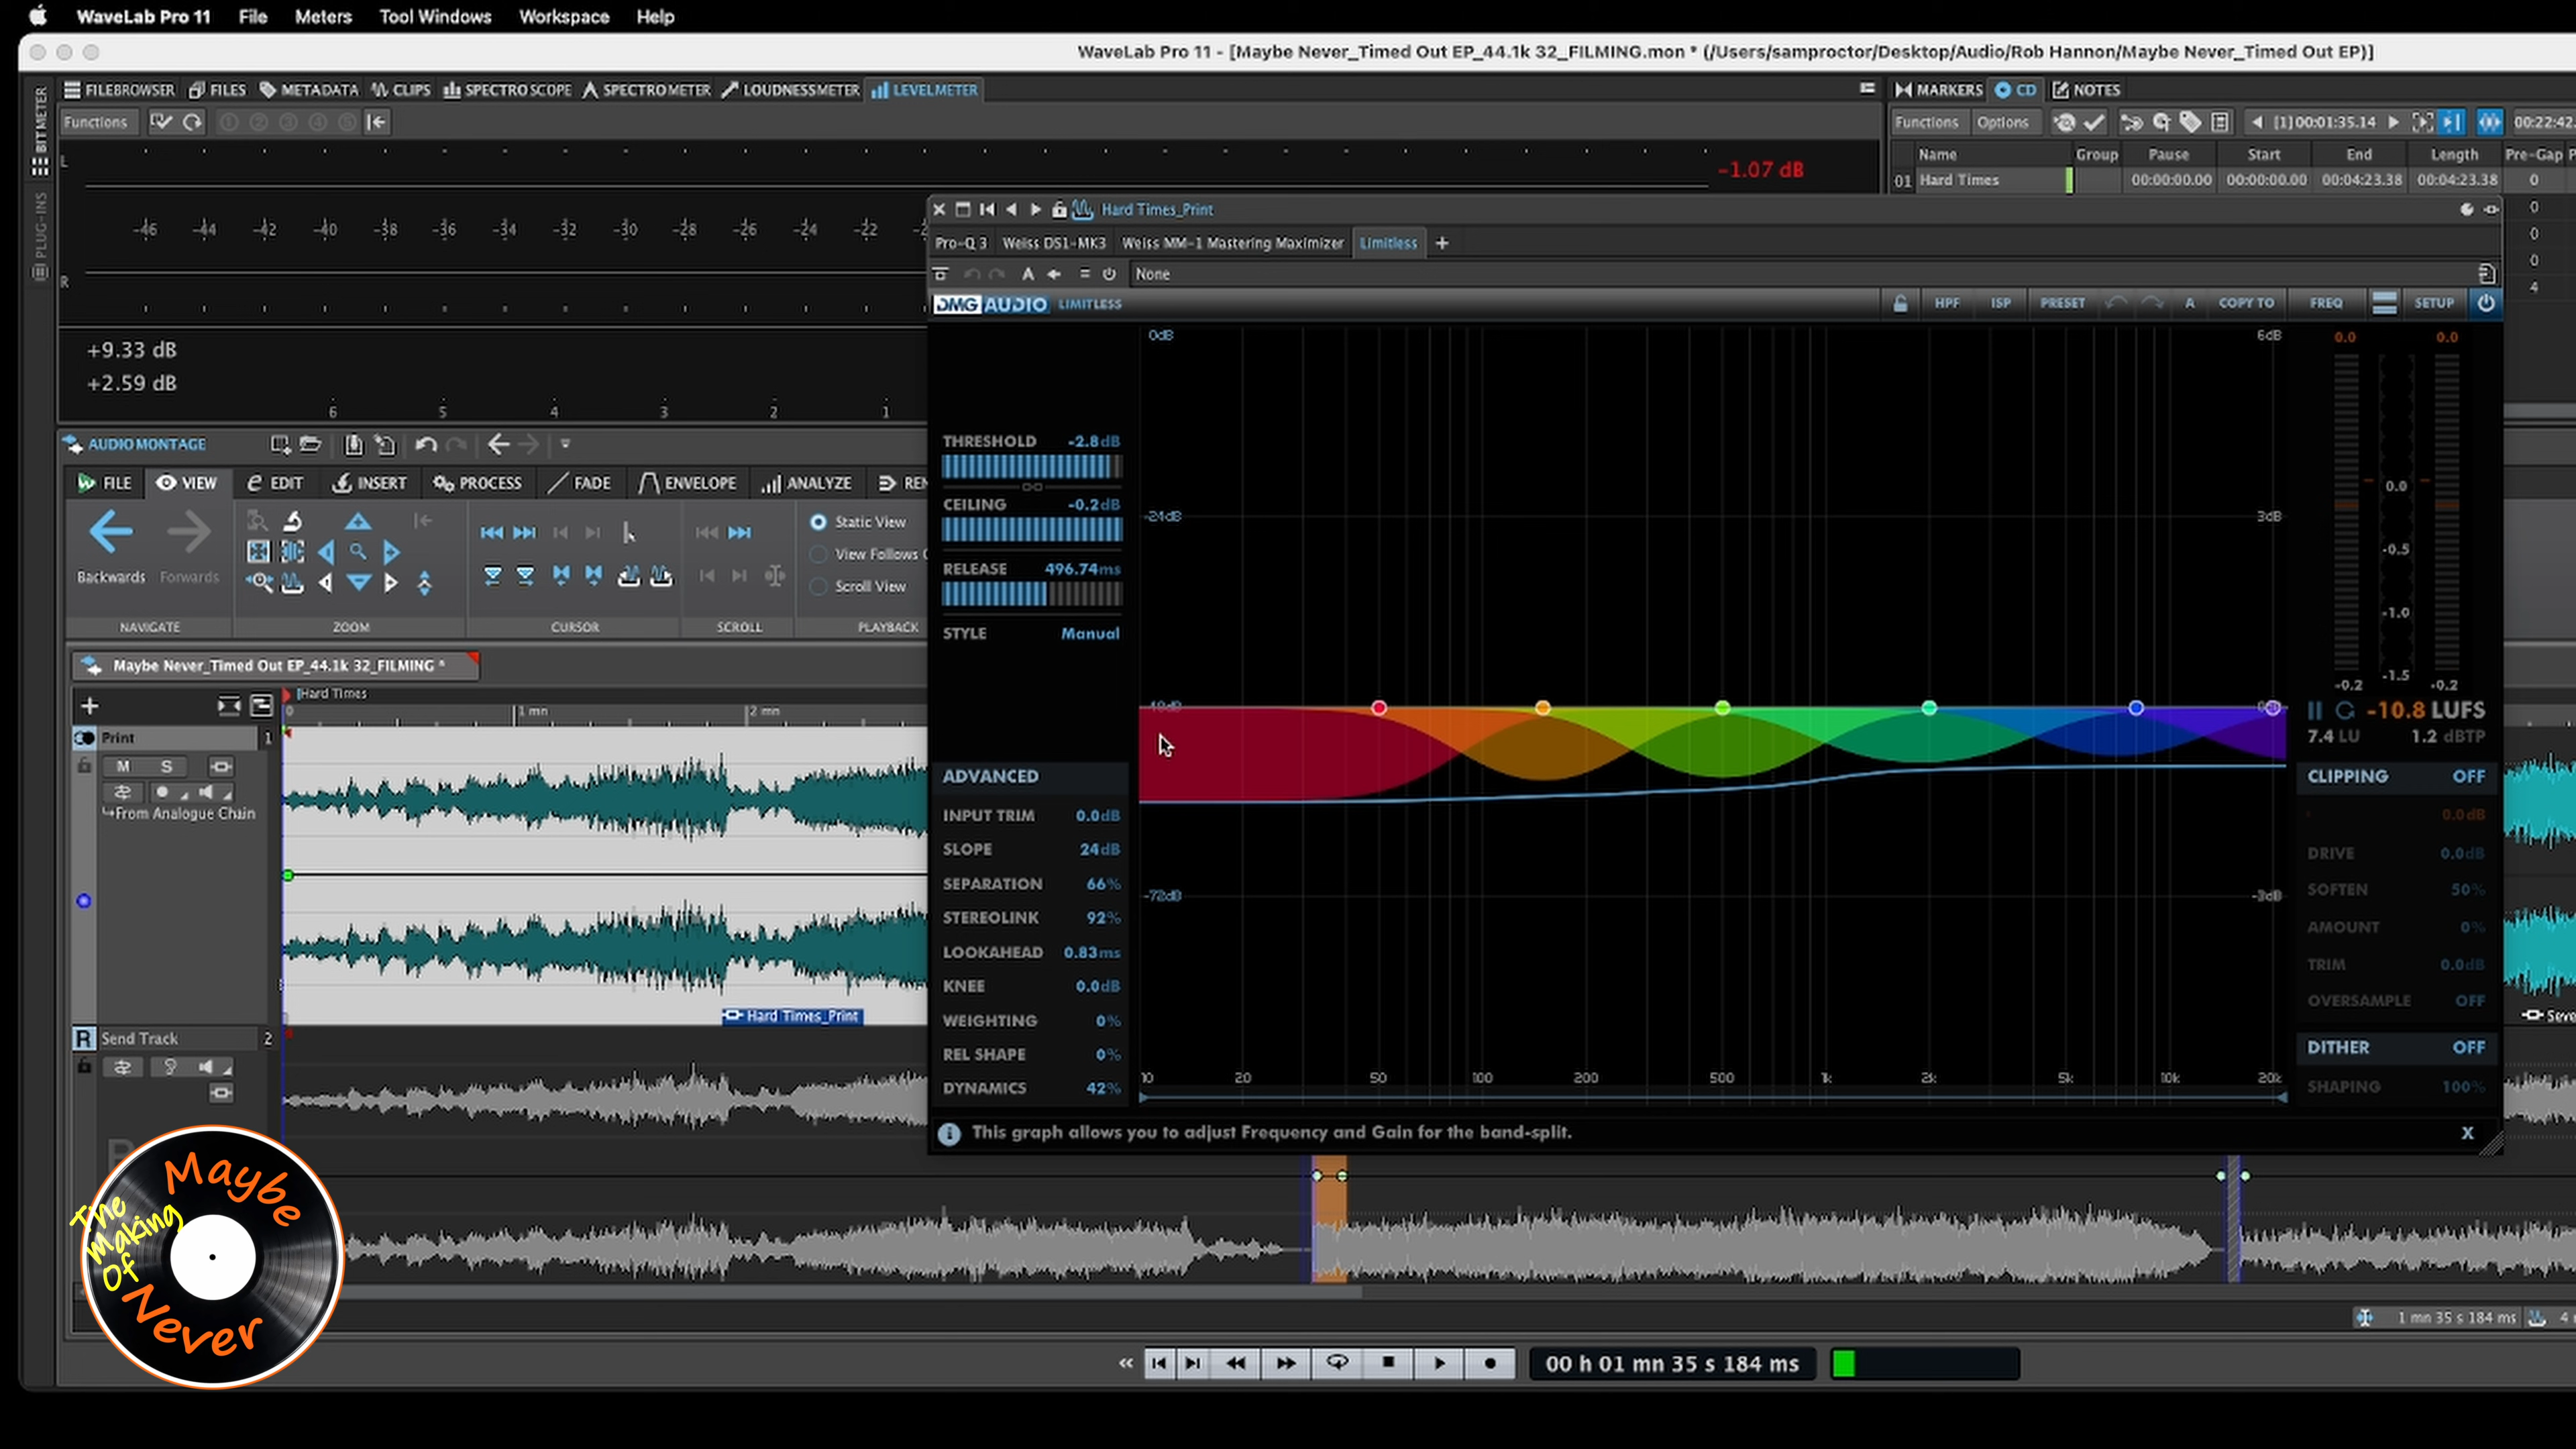 WaveLab Pro 11 File Meters Tool Windows Workspace Help
WaveLab Pro 11 - [Maybe Never_Timed Out EP_44.1k 32_FILMING.mon * (/Users/samproctor/Desktop/Audio/Rob Hannon/Maybe Never_Timed Out EP)]
BITMETER
PLUG-INS
FILEBROWSER FILES METADATA CLIPS SPECTROSCOPE SPECTROMETER LOUDNESSMETER LEVELMETER
Functions
L
-1.07 dB
-46 -44 -42 -40 -38 -36 -34 -32 -30 -28 -26 -24 -22
R
+9.33 dB
+2.59 dB
6 5 4 3 2 1
MARKERS CD NOTES
Functions Options [1]00:01:35.14 00:22:42.
Name Group Pause Start End Length Pre-Gap
01 Hard Times 00:00:00.00 00:00:00.00 00:04:23.38 00:04:23.38 0
0
0
0
4
Hard Times_Print
Pro-Q 3 Weiss DS1-MK3 Weiss MM-1 Mastering Maximizer Limitless +
A = None
DMG AUDIO LIMITLESS HPF ISP PRESET A COPY TO FREQ SETUP
THRESHOLD -2.8dB
CEILING -0.2dB
RELEASE 496.74ms
STYLE Manual
ADVANCED
INPUT TRIM 0.0dB
SLOPE 24dB
SEPARATION 66%
STEREOLINK 92%
LOOKAHEAD 0.83ms
KNEE 0.0dB
WEIGHTING 0%
REL SHAPE 0%
DYNAMICS 42%
0dB 6dB
-24dB 3dB
-72dB -3dB
10 20 50 100 200 500 1k 2k 5k 10k 20k
0.0 0.0
0.0
-0.5
-1.0
-1.5
-0.2 -0.2
-10.8 LUFS
7.4 LU 1.2 dBTP
CLIPPING OFF
0.0dB
DRIVE 0.0dB
SOFTEN 50%
AMOUNT 0%
TRIM 0.0dB
OVERSAMPLE OFF
DITHER OFF
SHAPING 100%
This graph allows you to adjust Frequency and Gain for the band-split. X
AUDIO MONTAGE
FILE VIEW EDIT INSERT PROCESS FADE ENVELOPE ANALYZE
Backwards Forwards
Static View
Scroll View
NAVIGATE ZOOM CURSOR SCROLL PLAYBACK
Maybe Never_Timed Out EP_44.1k 32_FILMING *
Hard Times
0 1 mn 2 mn
Print 1
M S
From Analogue Chain
Hard Times_Print
R Send Track 2
1 mn 35 s 184 ms
00 h 01 mn 35 s 184 ms
The
Making
Of
Maybe
Never